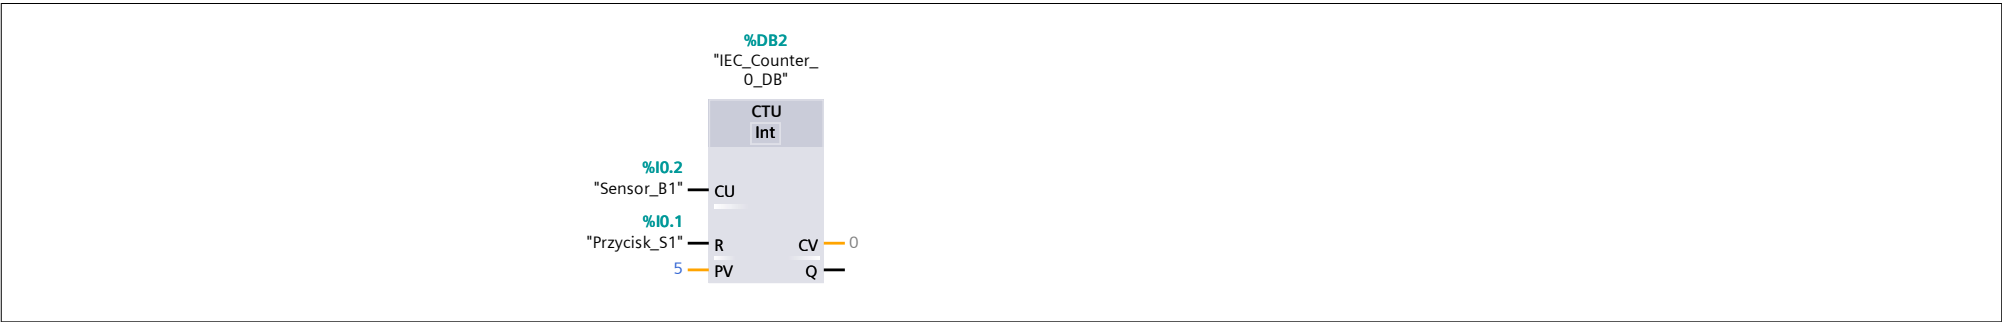 %DB2
"IEC_Counter_
0_DB"
CTU
Int
%I0.2
"Sensor_B1"
CU
%I0.1
"Przycisk_S1"
R
CV
0
5
PV
Q